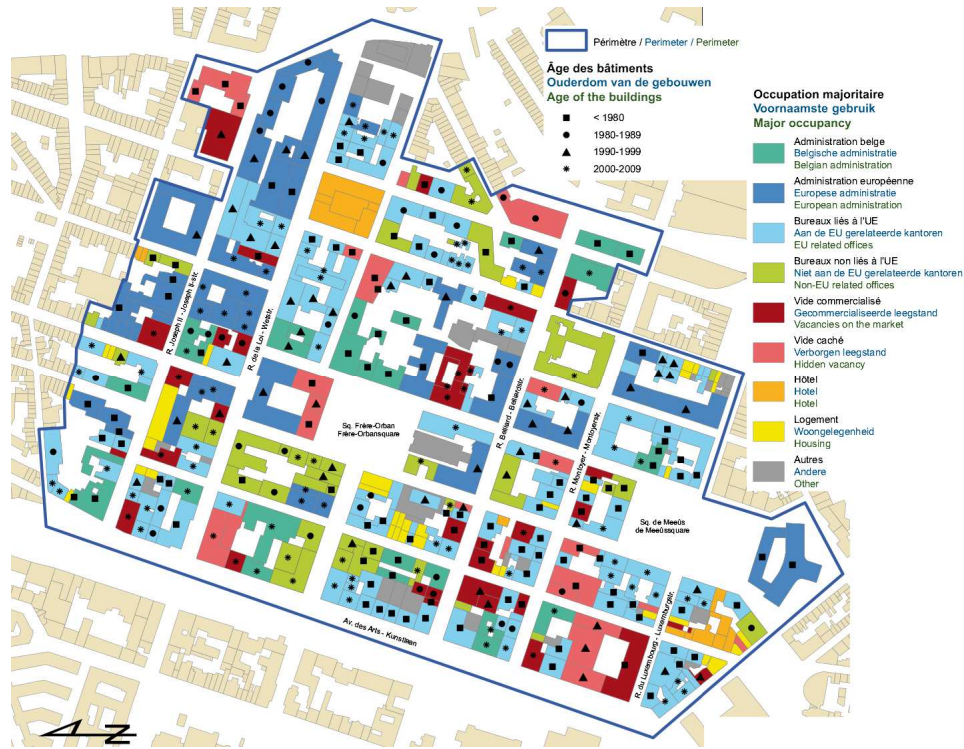 Périmètre / Perimeter / Perimeter
Âge des bâtiments
Ouderdom van de gebouwen
Age of the buildings
< 1980
1980-1989
1990-1999
2000-2009
Occupation majoritaire
Voornaamste gebruik
Major occupancy
Administration belge
Belgische administratie
Belgian administration
Administration européenne
Europese administratie
European administration
Bureaux liés à l'UE
Aan de EU gerelateerde kantoren
EU related offices
Bureaux non liés à l'UE
Niet aan de EU gerelateerde kantoren
Non-EU related offices
Vide commercialisé
Gecommercialiseerde leegstand
Vacancies on the market
Vide caché
Verborgen leegstand
Hidden vacancy
Hôtel
Hotel
Hotel
Logement
Woongelegenheid
Housing
Autres
Andere
Other
R. Joseph II - Joseph II-str.
R. de la Loi - Wetstr.
Sq. Frère-Orban
Frère-Orbansquare
R. Belliard - Belliardstr.
R. Montoyer - Montoyerstr.
Sq. de Meeûs
de Meeûssquare
Av. des Arts - Kunstlaan
R. du Luxembourg - Luxemburgstr.
N